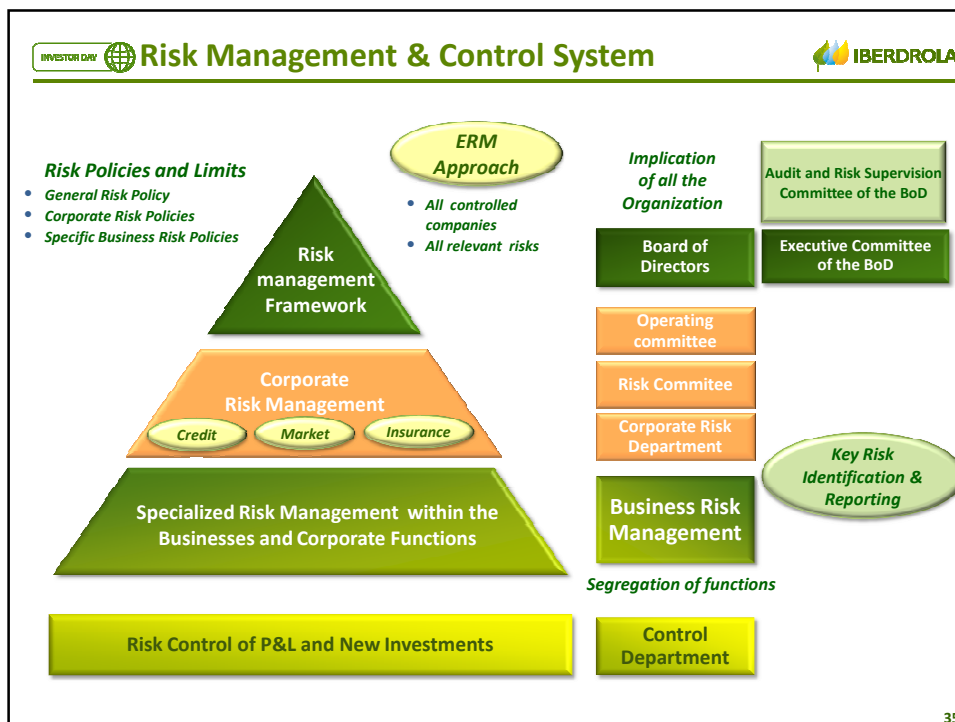 INVESTOR DAY
Risk Management & Control System
IBERDROLA
Risk Policies and Limits
• General Risk Policy
• Corporate Risk Policies
• Specific Business Risk Policies
ERM
Approach
• All controlled
companies
• All relevant risks
Implication
of all the
Organization
Audit and Risk Supervision
Committee of the BoD
Board of
Directors
Executive Committee
of the BoD
Risk
management
Framework
Operating
committee
Risk Commitee
Corporate Risk
Department
Corporate
Risk Management
Credit
Market
Insurance
Key Risk
Identification &
Reporting
Specialized Risk Management within the
Businesses and Corporate Functions
Business Risk
Management
Segregation of functions
Risk Control of P&L and New Investments
Control
Department
35